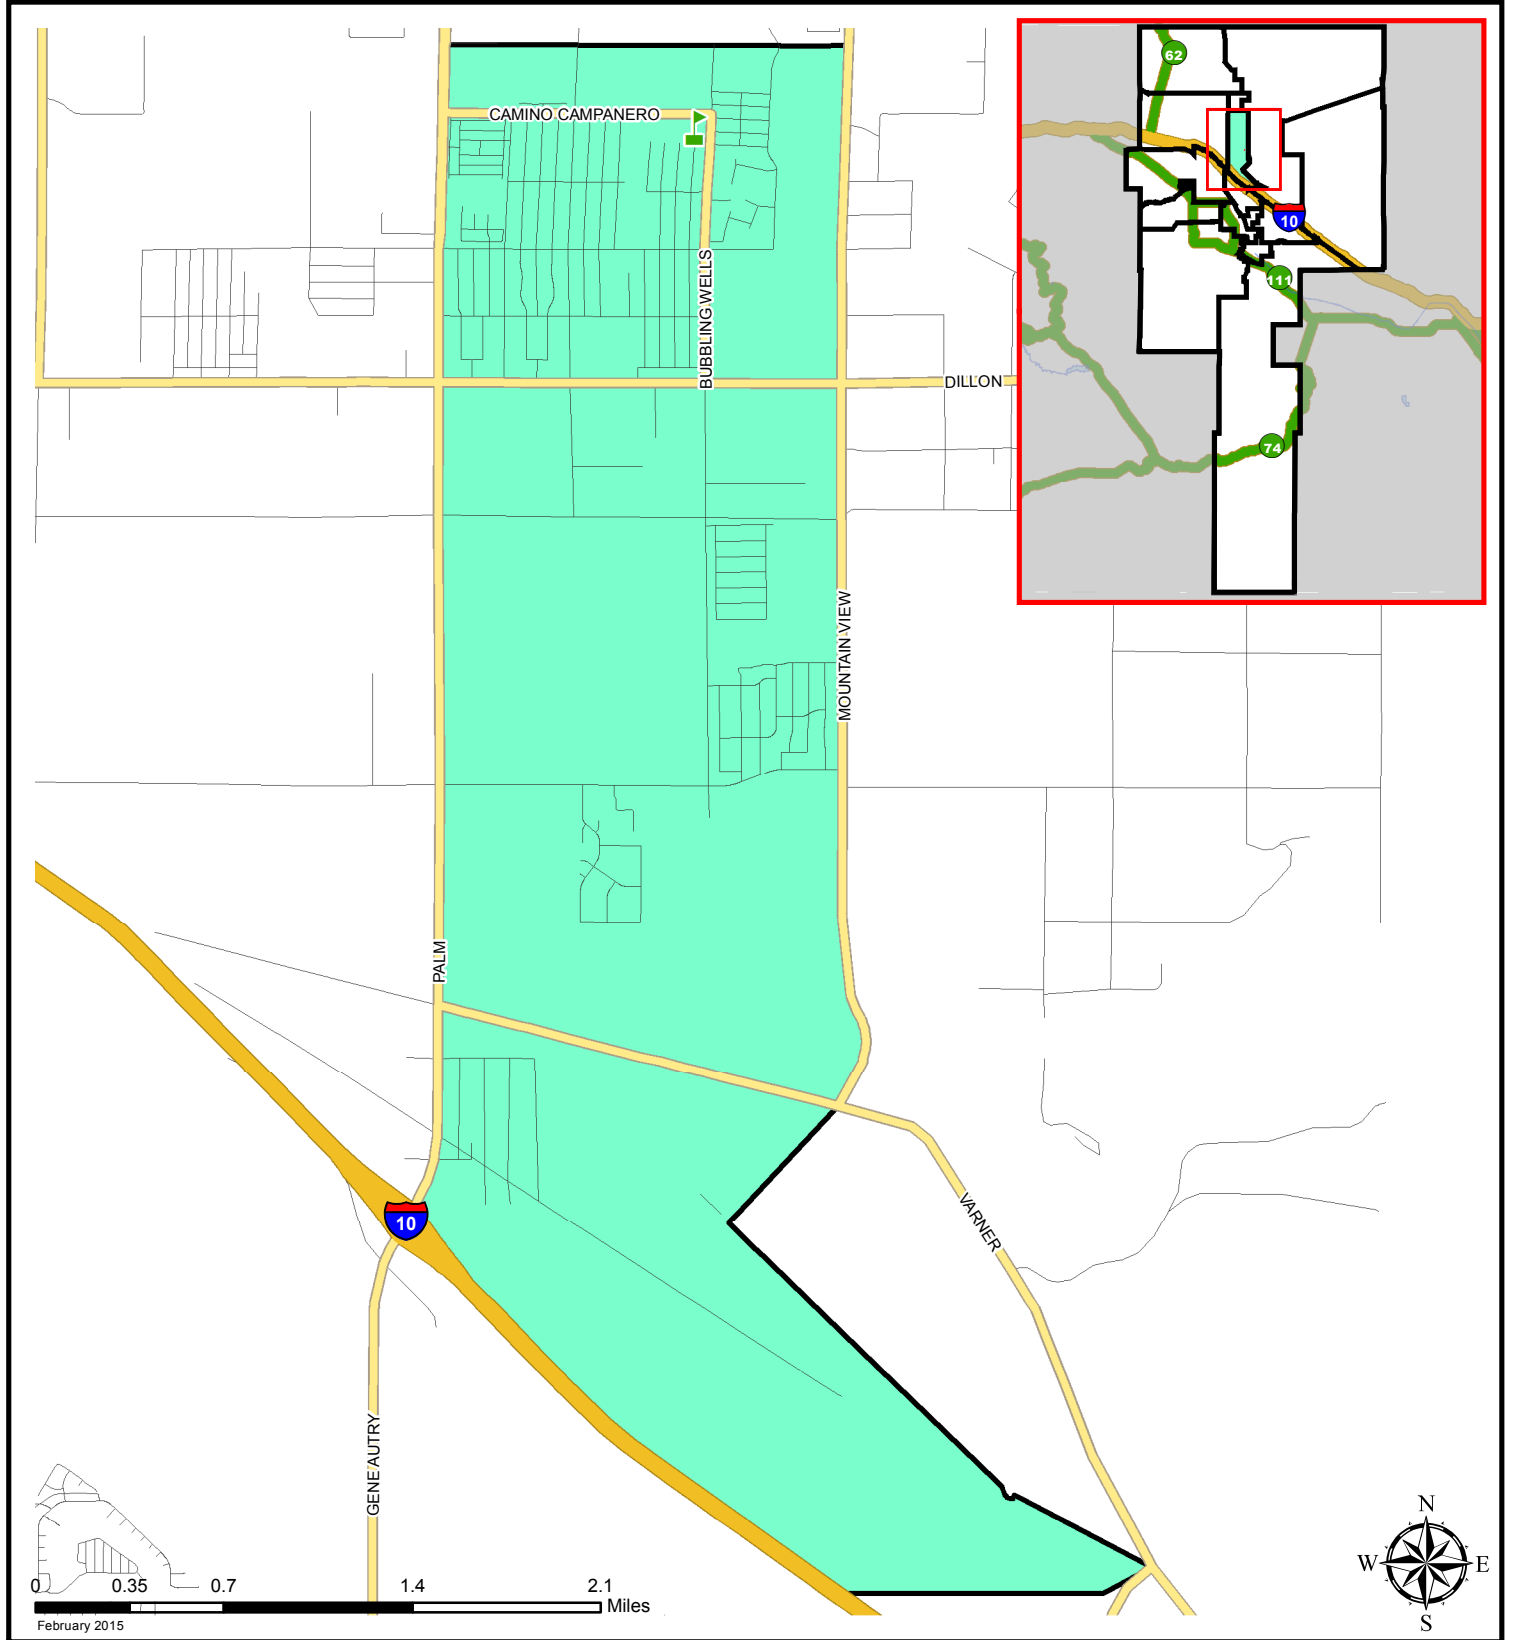 62
CAMINO CAMPANERO
10
111
BUBBLING WELLS
DILLON
74
MOUNTAIN VIEW
PALM
10
VARNER
GENE AUTRY
N
W
E
S
0 0.35 0.7 1.4 2.1
Miles
February 2015